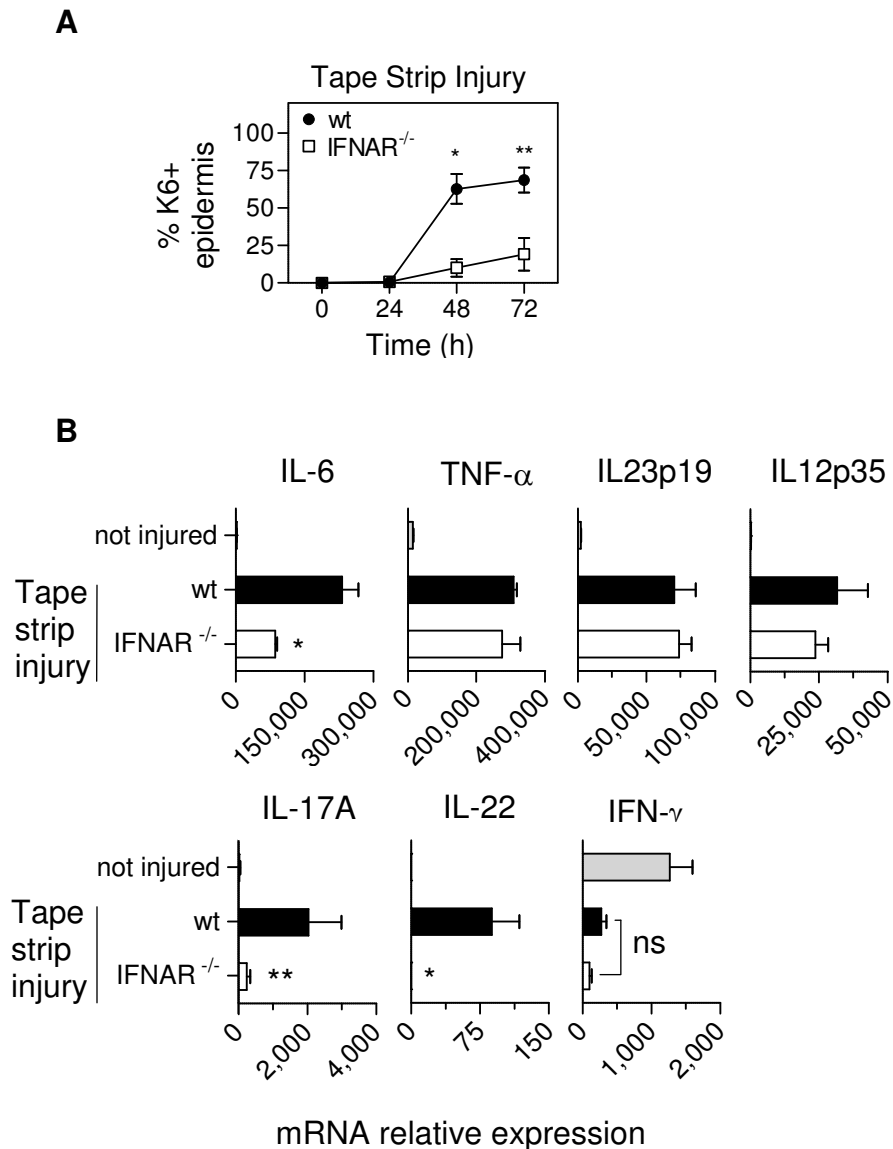 A
Tape Strip Injury
wt
IFNAR-/-
100
75
50
25
0
* **
% K6+
epidermis
0 24 48 72
Time (h)
B
IL-6 TNF-α IL23p19 IL12p35
not injured
Tape
strip
injury
wt
IFNAR -/-
*
0 150,000 300,000
0 200,000 400,000
0 50,000 100,000
0 25,000 50,000
IL-17A IL-22 IFN-γ
not injured
Tape
strip
injury
wt
IFNAR -/-
** * ns
0 2,000 4,000
0 75 150
0 1,000 2,000
mRNA relative expression